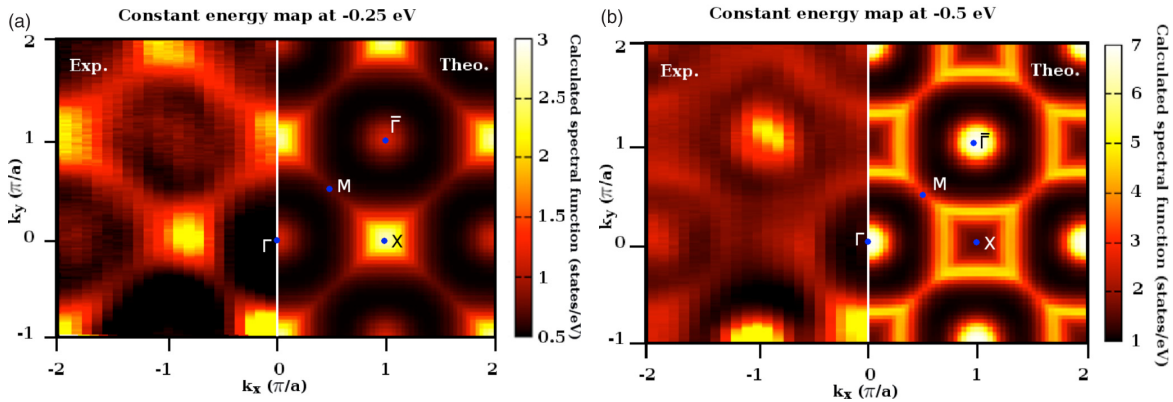 (a)
Constant energy map at -0.25 eV
2
1
0
-1
k_y (π/a)
Exp.
Theo.
Γ̄
M
Γ
X
-2
-1
0
1
2
k_x (π/a)
3
2.5
2
1.5
1
0.5
Calculated spectral function (states/eV)
(b)
Constant energy map at -0.5 eV
2
1
0
-1
k_y (π/a)
Exp.
Theo.
Γ̄
M
Γ
X
-2
-1
0
1
2
k_x (π/a)
7
6
5
4
3
2
1
Calculated spectral function (states/eV)